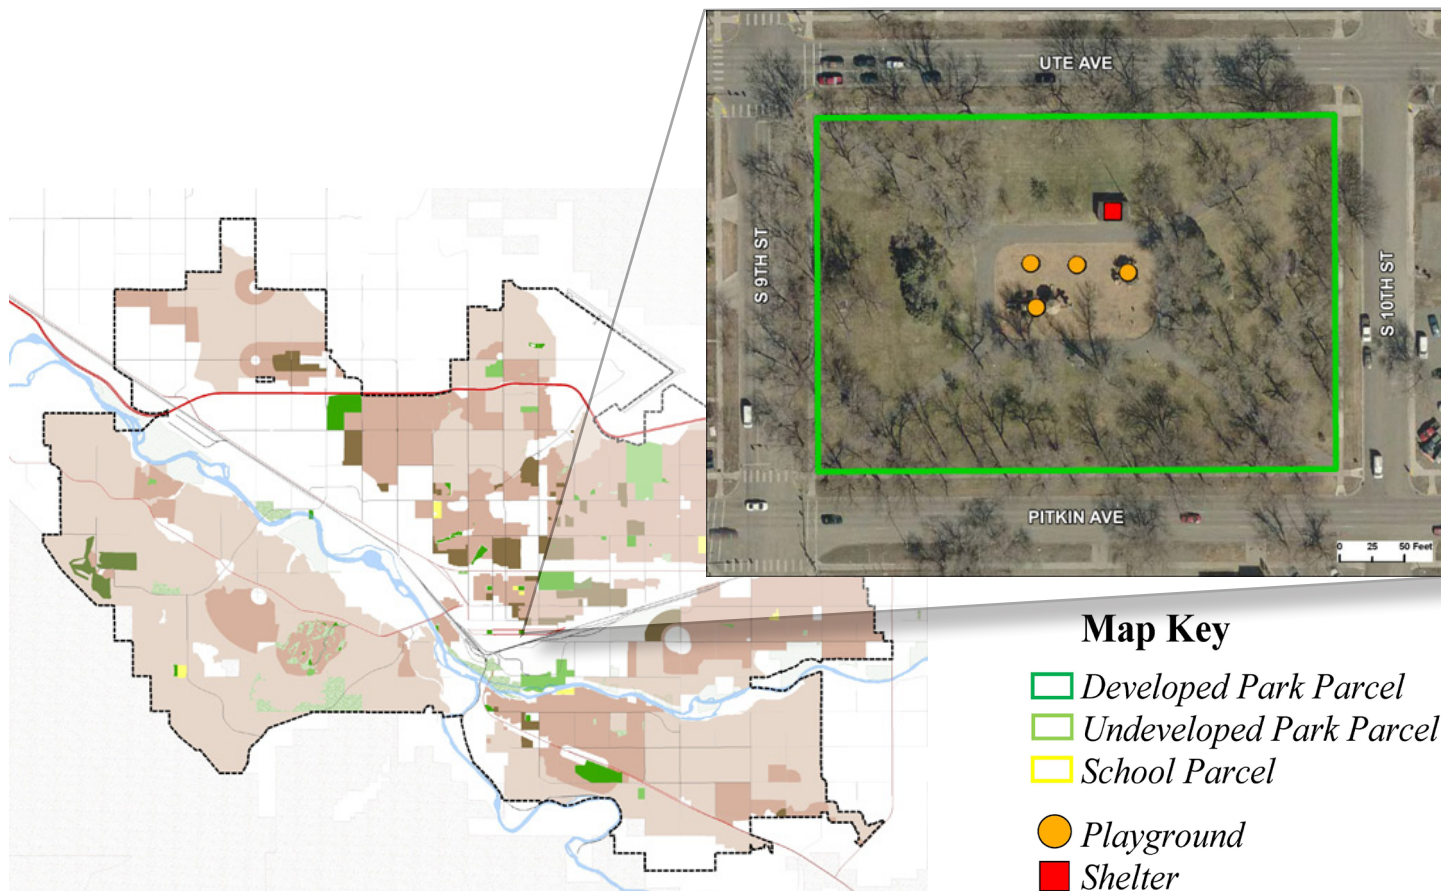 UTE AVE
S 9TH ST
S 10TH ST
PITKIN AVE
0 25 50 Feet
Map Key
Developed Park Parcel
Undeveloped Park Parcel
School Parcel
Playground
Shelter